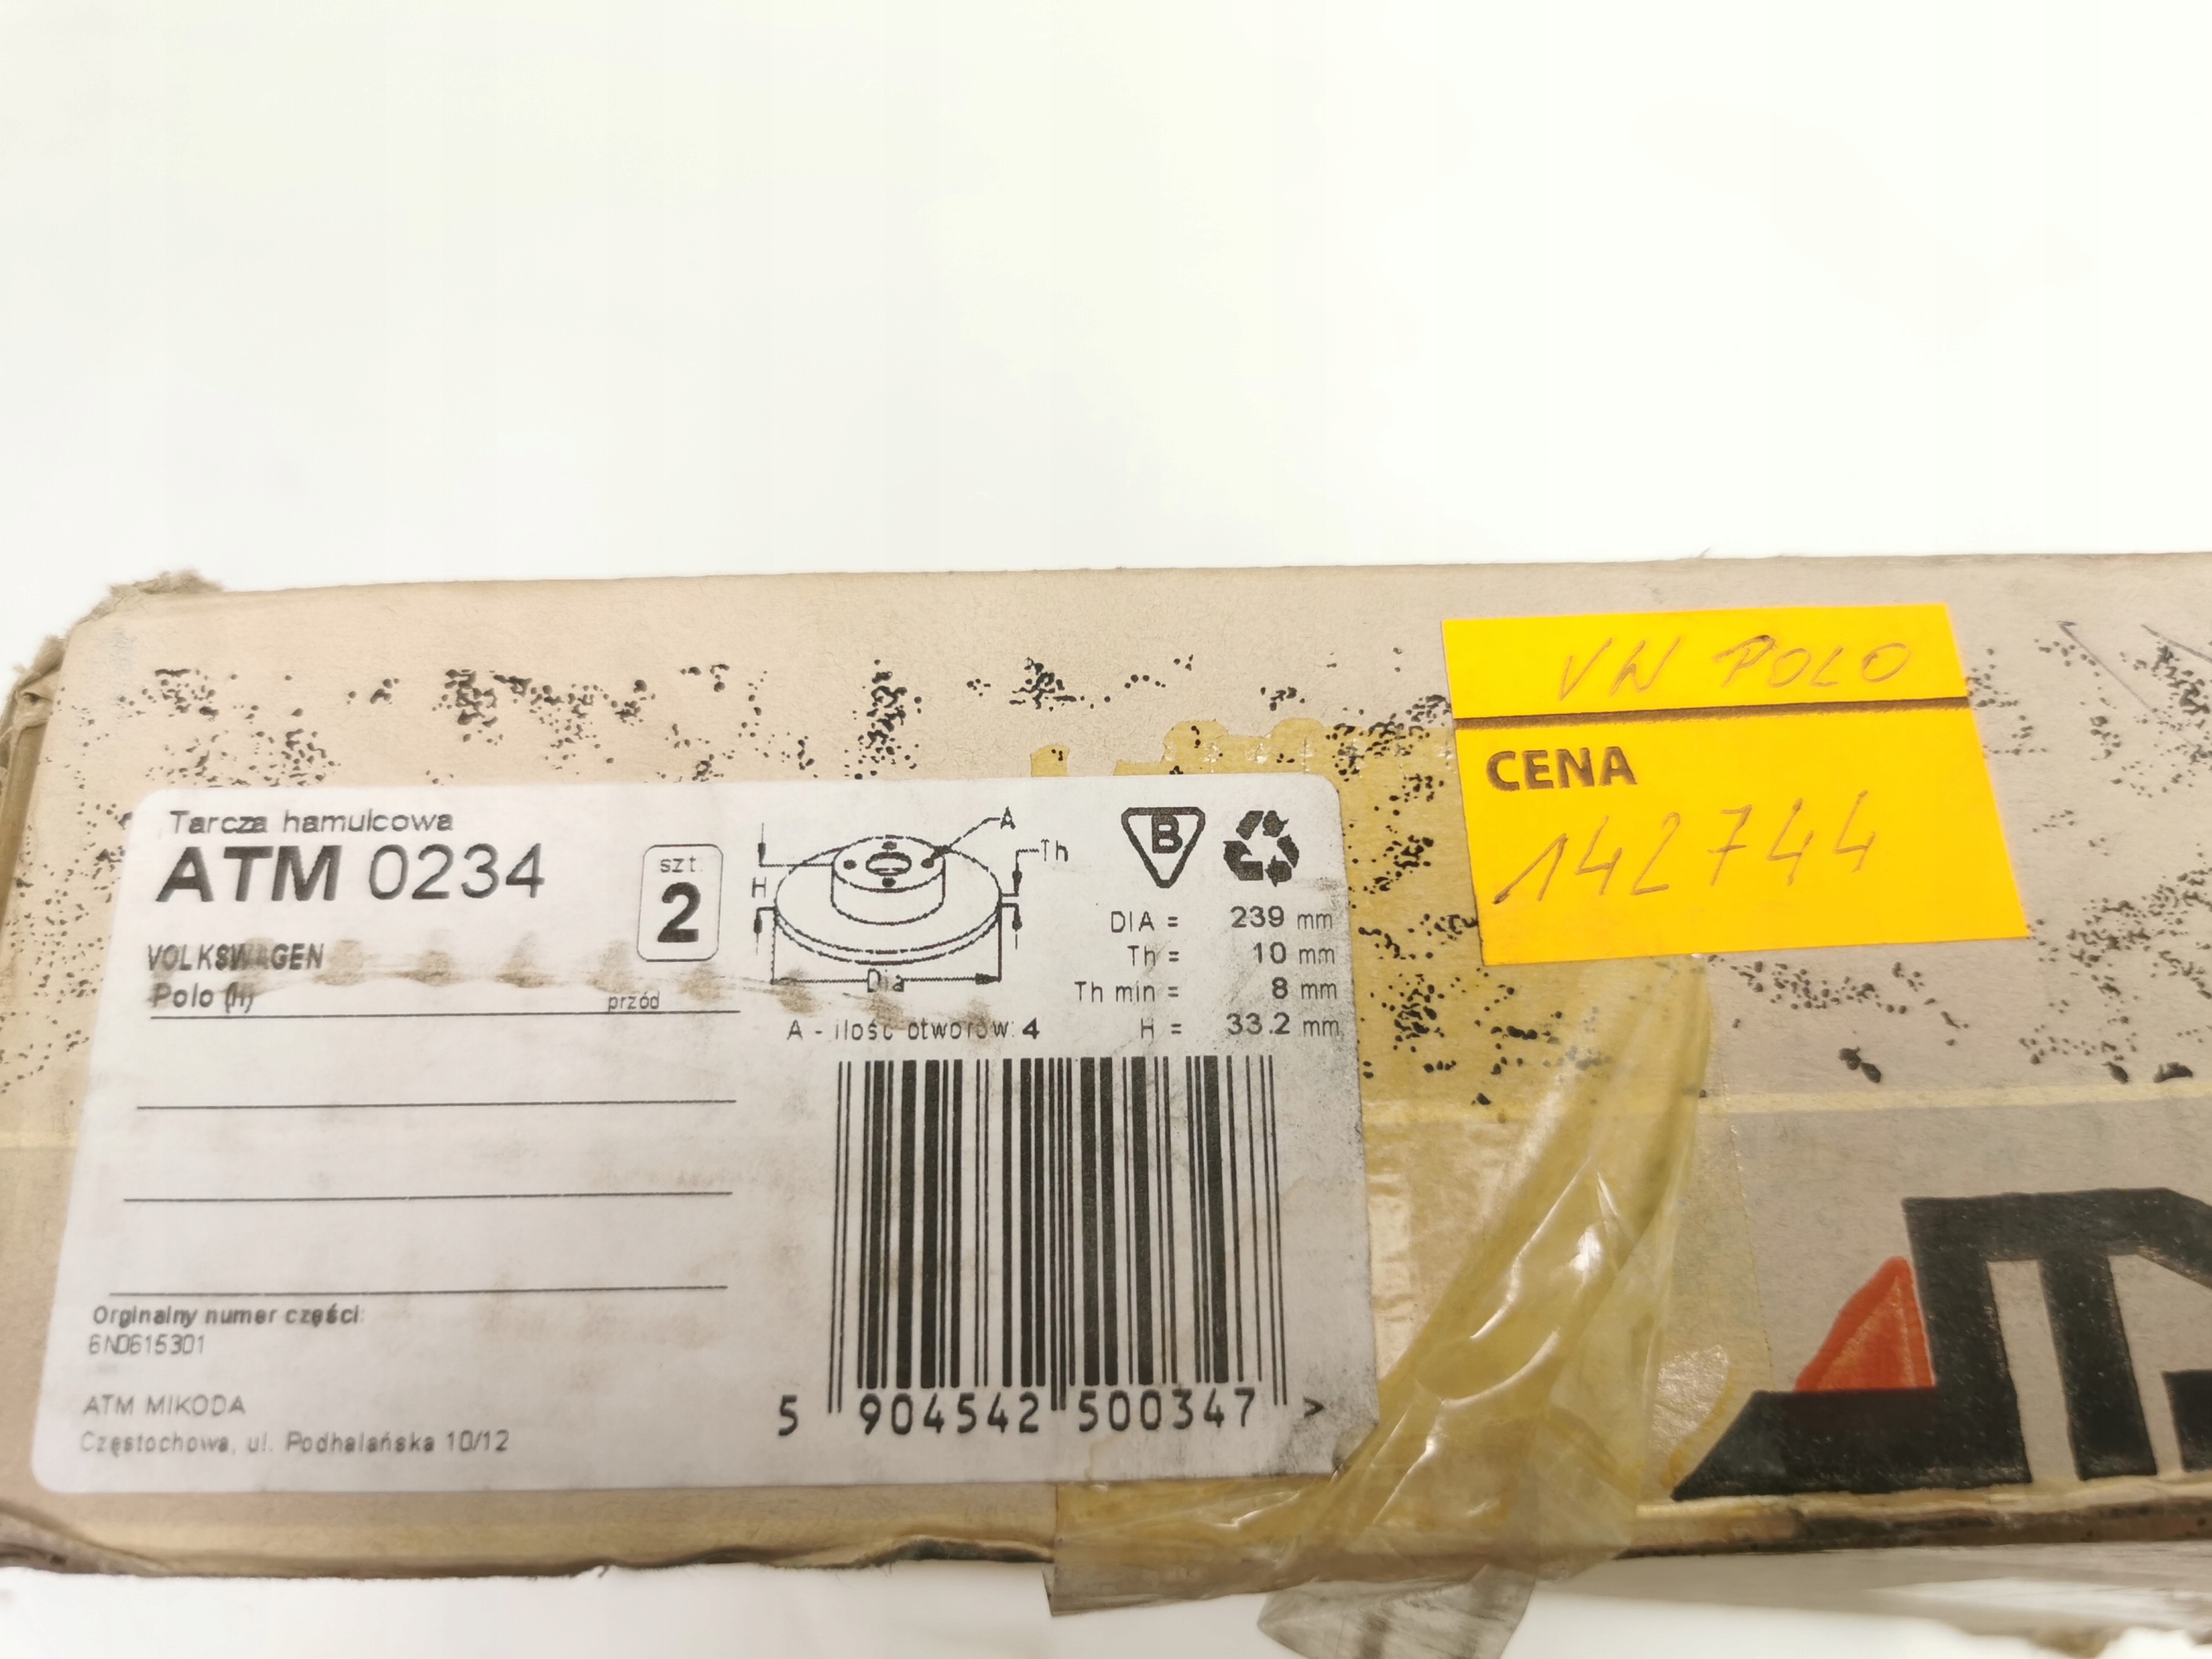 VW POLO
CENA
142744
Tarcza hamulcowa
ATM 0234
szt.
2
VOLKSWAGEN
Polo (II)
przód
H
A
Th
Dia
A - ilość otworów: 4
B
DIA = 239 mm
Th = 10 mm
Th min = 8 mm
H = 33.2 mm
Orginalny numer części:
6N0615301
ATM MIKODA
Częstochowa, ul. Podhalańska 10/12
5 904542 500347 >